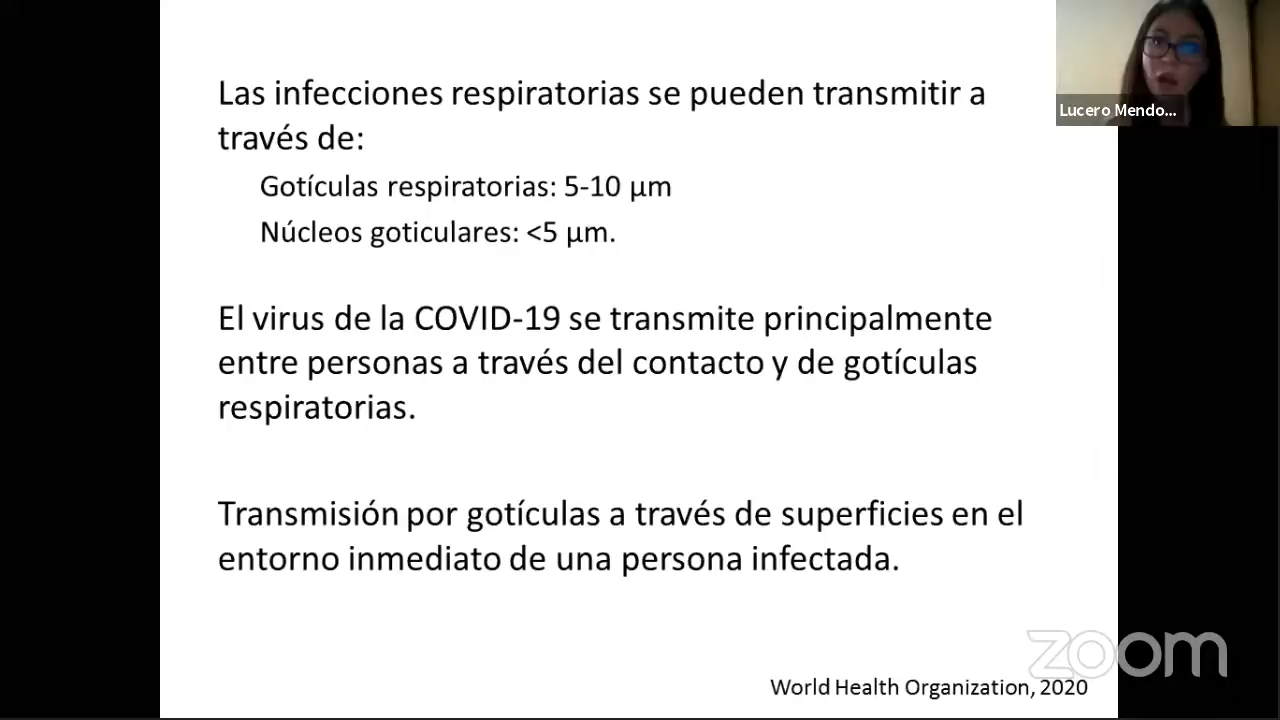 Las infecciones respiratorias se pueden transmitir a
través de:
Gotículas respiratorias: 5-10 µm
Núcleos goticulares: <5 µm.
El virus de la COVID-19 se transmite principalmente
entre personas a través del contacto y de gotículas
respiratorias.
Transmisión por gotículas a través de superficies en el
entorno inmediato de una persona infectada.
World Health Organization, 2020
Lucero Mendo...
zoom